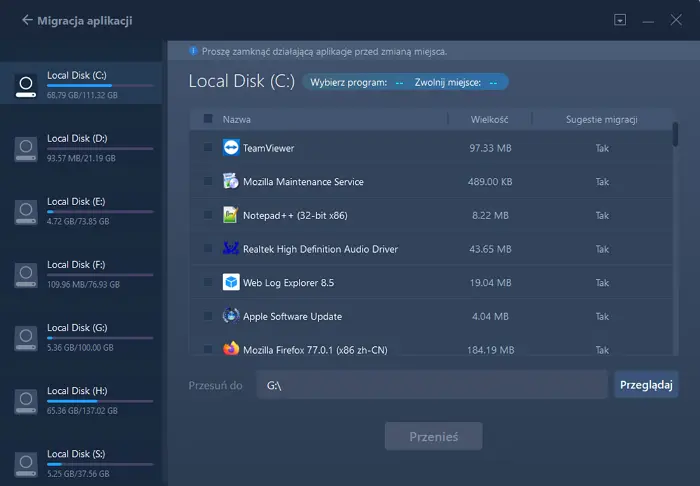 Migracja aplikacji
Proszę zamknąć działającą aplikacje przed zmianą miejsca.
Local Disk (C:)
68.79 GB/111.32 GB
Local Disk (D:)
93.57 MB/21.19 GB
Local Disk (E:)
4.72 GB/73.85 GB
Local Disk (F:)
109.96 MB/76.93 GB
Local Disk (G:)
5.36 GB/100.00 GB
Local Disk (H:)
65.36 GB/137.02 GB
Local Disk (S:)
5.25 GB/37.56 GB
Local Disk (C:) Wybierz program: -- Zwolnij miejsce: --
Nazwa Wielkość Sugestie migracji
TeamViewer 97.33 MB Tak
Mozilla Maintenance Service 489.00 KB Tak
Notepad++ (32-bit x86) 8.22 MB Tak
Realtek High Definition Audio Driver 43.65 MB Tak
Web Log Explorer 8.5 19.04 MB Tak
Apple Software Update 4.04 MB Tak
Mozilla Firefox 77.0.1 (x86 zh-CN) 184.19 MB Tak
Przesuń do G:\ Przeglądaj
Przenieś